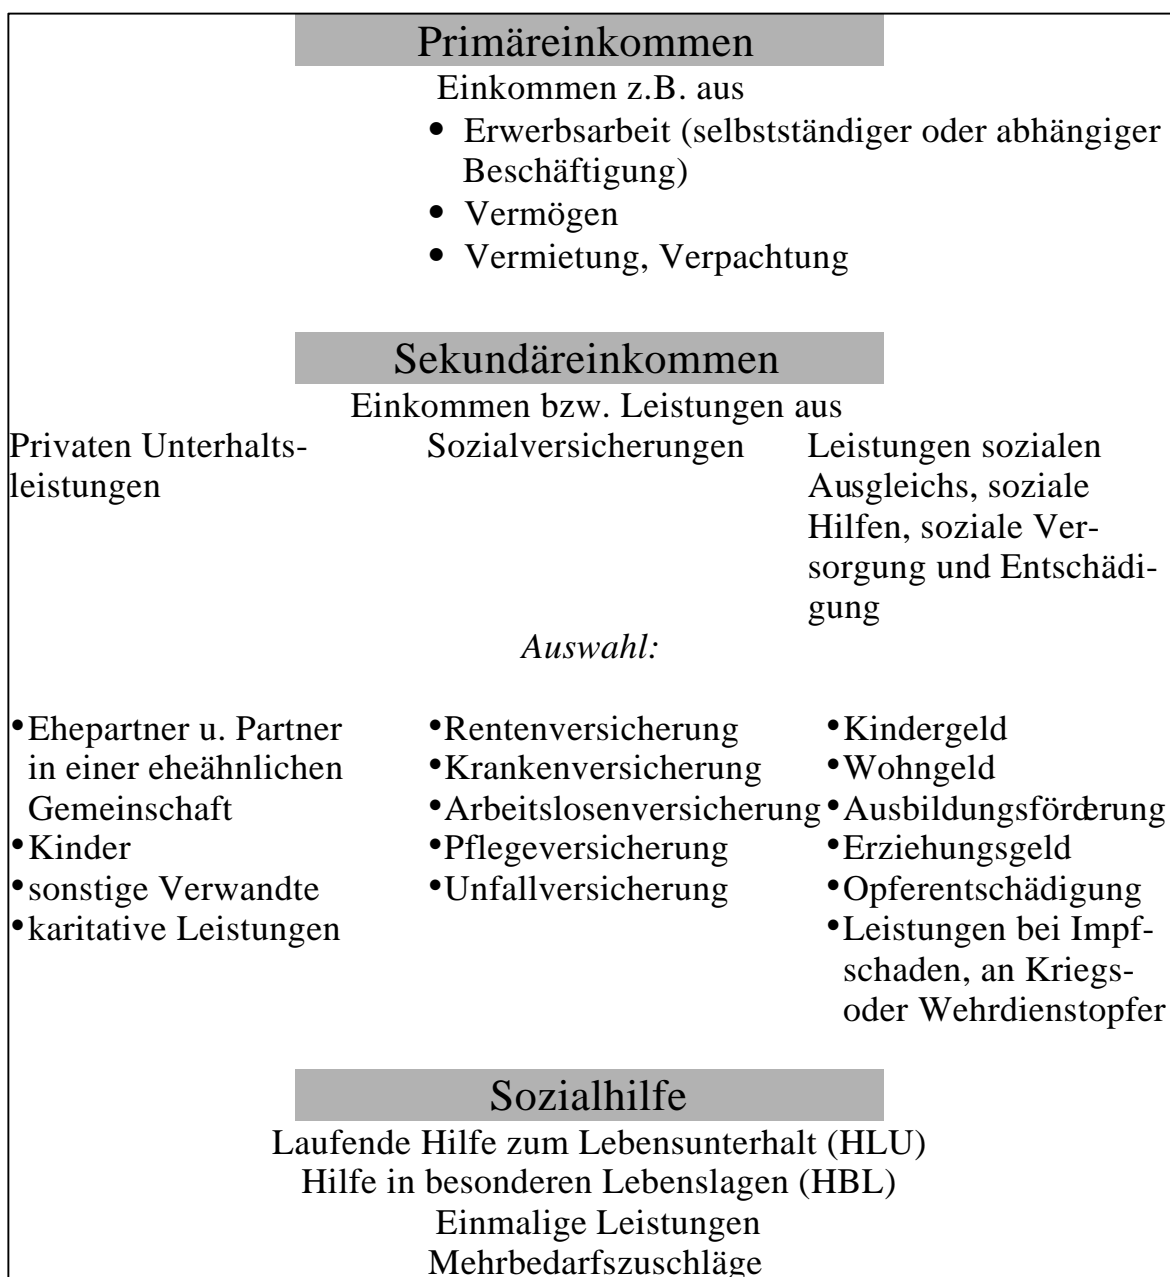 Primäreinkommen
Einkommen z.B. aus
• Erwerbsarbeit (selbstständiger oder abhängiger
Beschäftigung)
• Vermögen
• Vermietung, Verpachtung
Sekundäreinkommen
Einkommen bzw. Leistungen aus
Privaten Unterhalts-
leistungen
Sozialversicherungen
Leistungen sozialen
Ausgleichs, soziale
Hilfen, soziale Ver-
sorgung und Entschädi-
gung
Auswahl:
•Ehepartner u. Partner
in einer eheähnlichen
Gemeinschaft
•Kinder
•sonstige Verwandte
•karitative Leistungen
•Rentenversicherung
•Krankenversicherung
•Arbeitslosenversicherung
•Pflegeversicherung
•Unfallversicherung
•Kindergeld
•Wohngeld
•Ausbildungsförderung
•Erziehungsgeld
•Opferentschädigung
•Leistungen bei Impf-
schaden, an Kriegs-
oder Wehrdienstopfer
Sozialhilfe
Laufende Hilfe zum Lebensunterhalt (HLU)
Hilfe in besonderen Lebenslagen (HBL)
Einmalige Leistungen
Mehrbedarfszuschläge